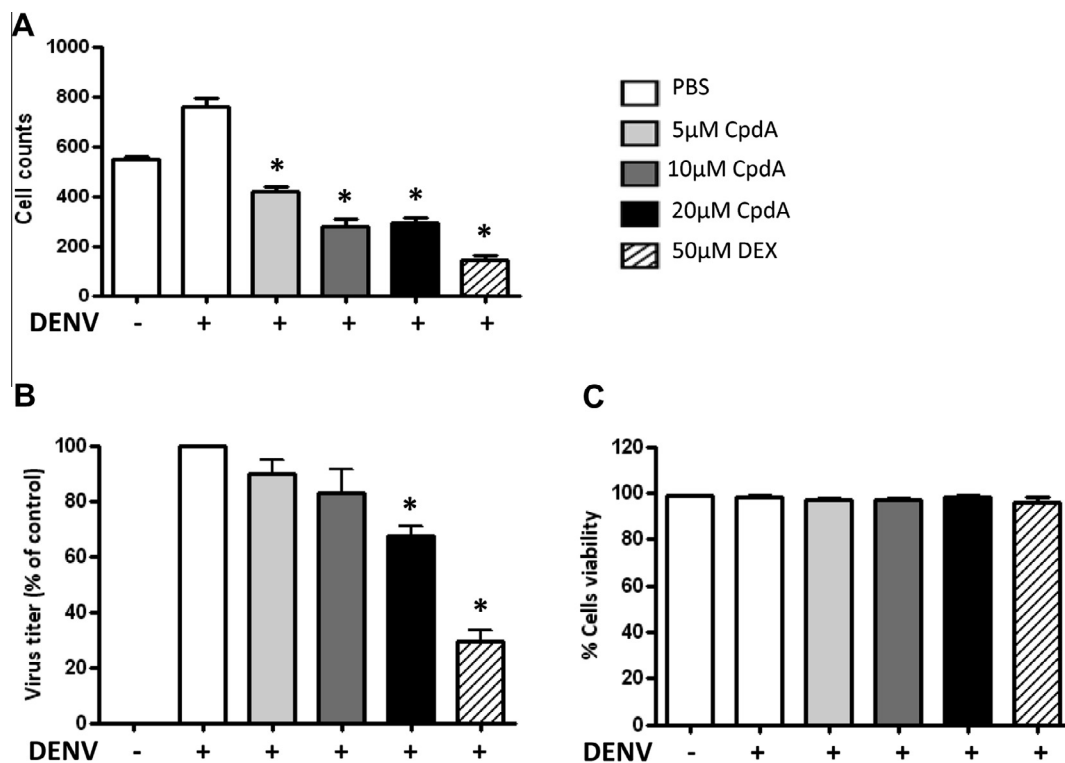 A
1000
800
600
400
200
0
Cell counts
DENV - + + + + +
* * * *
PBS
5µM CpdA
10µM CpdA
20µM CpdA
50µM DEX
B
100
80
60
40
20
0
Virus titer (% of control)
* *
DENV - + + + + +
C
120
100
80
60
40
20
0
% Cells viability
DENV - + + + + +